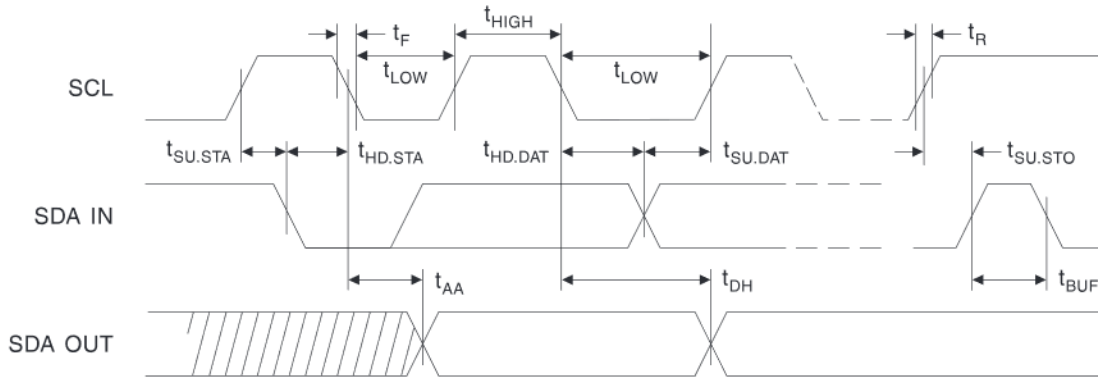 tHIGH
tF
tR
tLOW
tLOW
SCL
tSU.STA
tHD.STA
tHD.DAT
tSU.DAT
tSU.STO
SDA IN
tAA
tDH
tBUF
SDA OUT